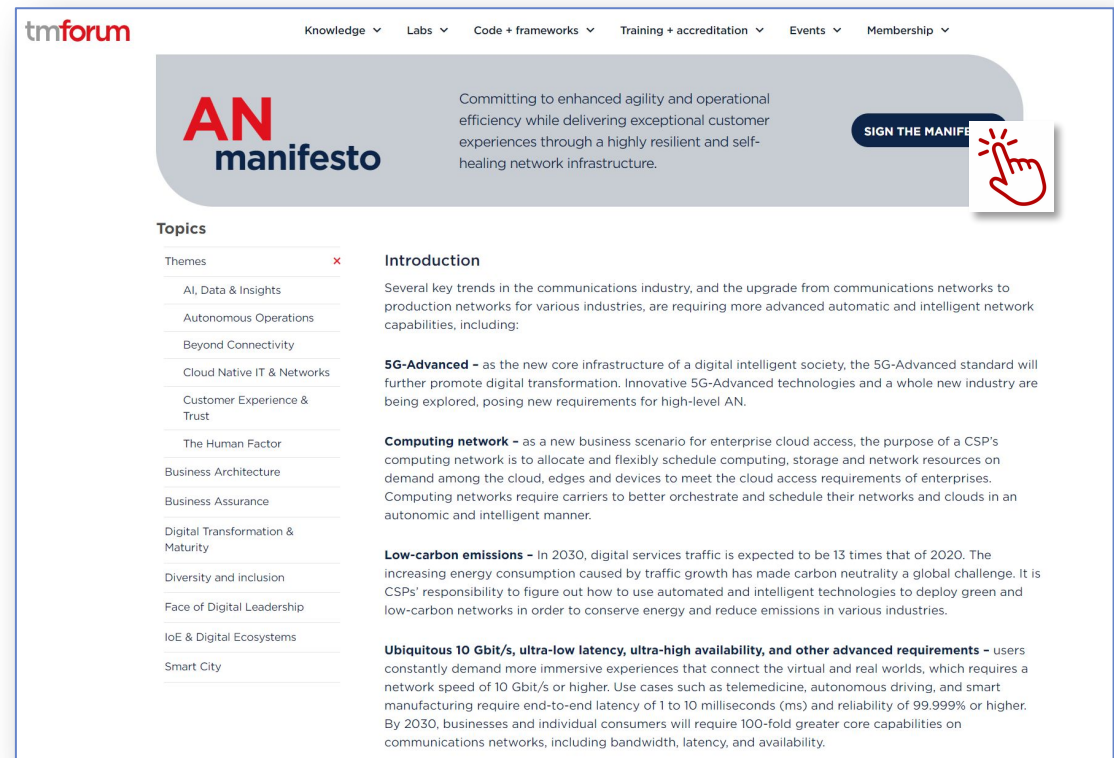 tmforum
Knowledge
Labs
Code + frameworks
Training + accreditation
Events
Membership
AN
manifesto
Committing to enhanced agility and operational
efficiency while delivering exceptional customer
experiences through a highly resilient and self-
healing network infrastructure.
SIGN THE MANIFE
Topics
Themes
AI, Data & Insights
Autonomous Operations
Beyond Connectivity
Cloud Native IT & Networks
Customer Experience &
Trust
The Human Factor
Business Architecture
Business Assurance
Digital Transformation &
Maturity
Diversity and inclusion
Face of Digital Leadership
IoE & Digital Ecosystems
Smart City
Introduction
Several key trends in the communications industry, and the upgrade from communications networks to
production networks for various industries, are requiring more advanced automatic and intelligent network
capabilities, including:
5G-Advanced – as the new core infrastructure of a digital intelligent society, the 5G-Advanced standard will
further promote digital transformation. Innovative 5G-Advanced technologies and a whole new industry are
being explored, posing new requirements for high-level AN.
Computing network – as a new business scenario for enterprise cloud access, the purpose of a CSP's
computing network is to allocate and flexibly schedule computing, storage and network resources on
demand among the cloud, edges and devices to meet the cloud access requirements of enterprises.
Computing networks require carriers to better orchestrate and schedule their networks and clouds in an
autonomic and intelligent manner.
Low-carbon emissions – In 2030, digital services traffic is expected to be 13 times that of 2020. The
increasing energy consumption caused by traffic growth has made carbon neutrality a global challenge. It is
CSPs' responsibility to figure out how to use automated and intelligent technologies to deploy green and
low-carbon networks in order to conserve energy and reduce emissions in various industries.
Ubiquitous 10 Gbit/s, ultra-low latency, ultra-high availability, and other advanced requirements – users
constantly demand more immersive experiences that connect the virtual and real worlds, which requires a
network speed of 10 Gbit/s or higher. Use cases such as telemedicine, autonomous driving, and smart
manufacturing require end-to-end latency of 1 to 10 milliseconds (ms) and reliability of 99.999% or higher.
By 2030, businesses and individual consumers will require 100-fold greater core capabilities on
communications networks, including bandwidth, latency, and availability.